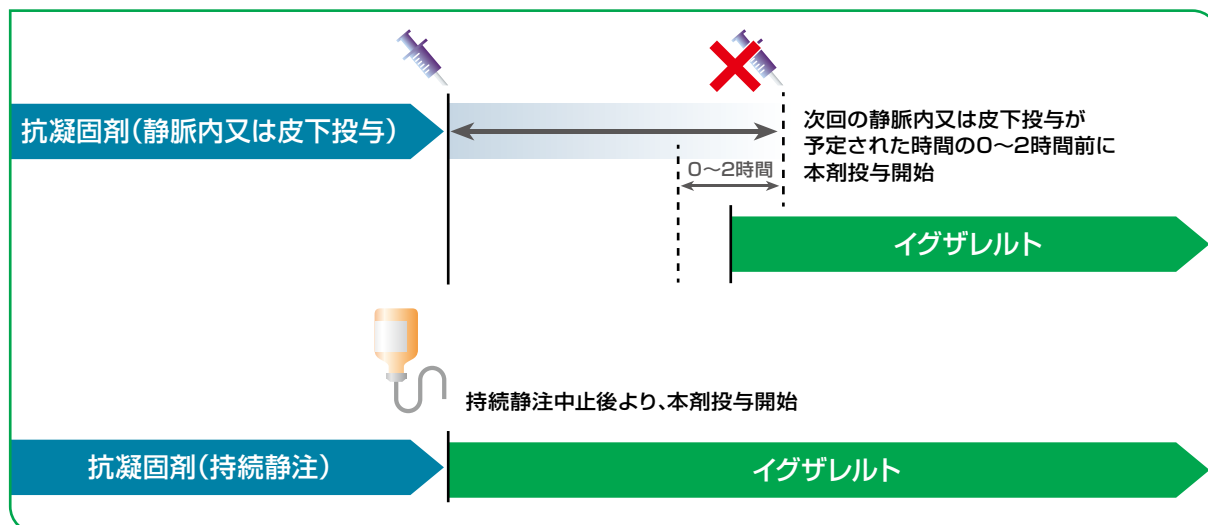 抗凝固剤(静脈内又は皮下投与)
次回の静脈内又は皮下投与が
予定された時間の0〜2時間前に
本剤投与開始
0〜2時間
イグザレルト
持続静注中止後より、本剤投与開始
抗凝固剤(持続静注)
イグザレルト